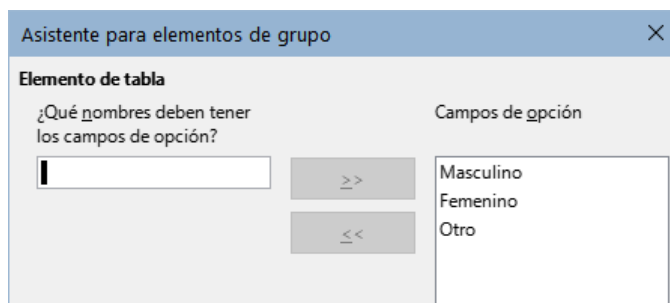 Asistente para elementos de grupo
Elemento de tabla
¿Qué nombres deben tener
los campos de opción?
Campos de opción
>>
<<
Masculino
Femenino
Otro